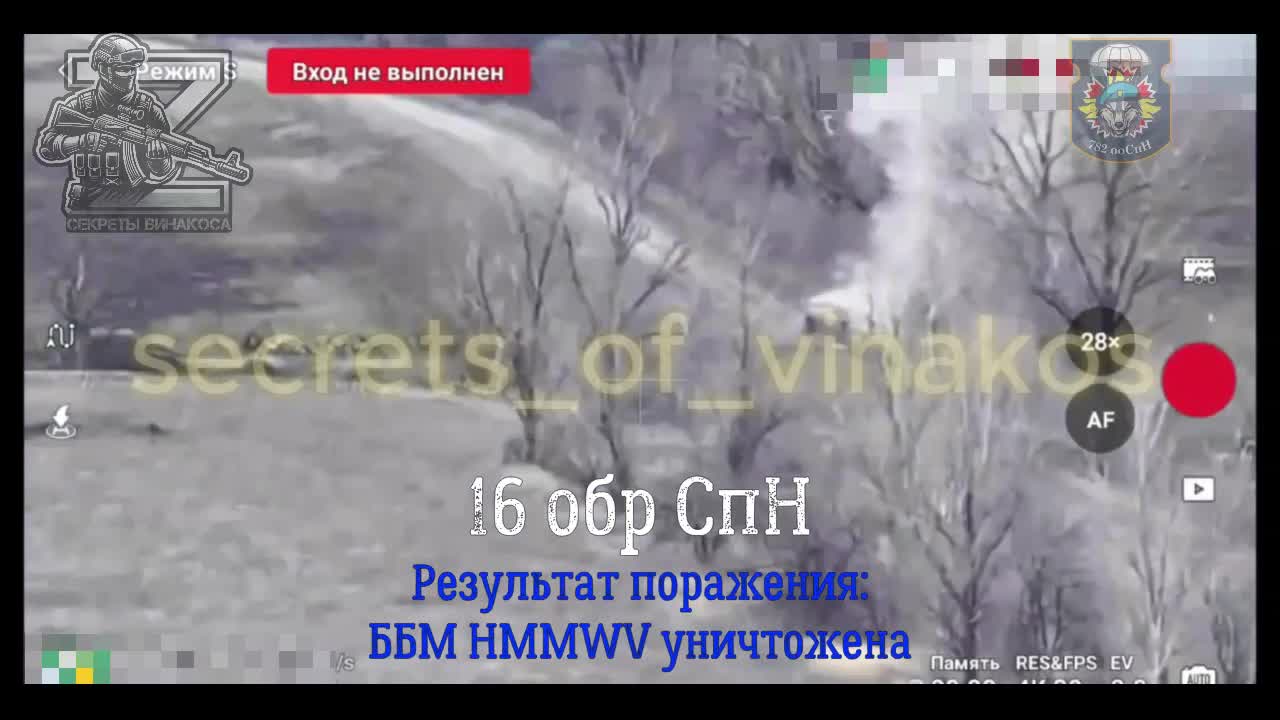 Режим S
Вход не выполнен
СЕКРЕТЫ ВИНАКОСА
782 ооСпН
secrets_of_vinakos
28×
AF
16 обр СпН
Результат поражения:
ББМ HMMWV уничтожена
/s
Память RES&FPS EV
AUTO